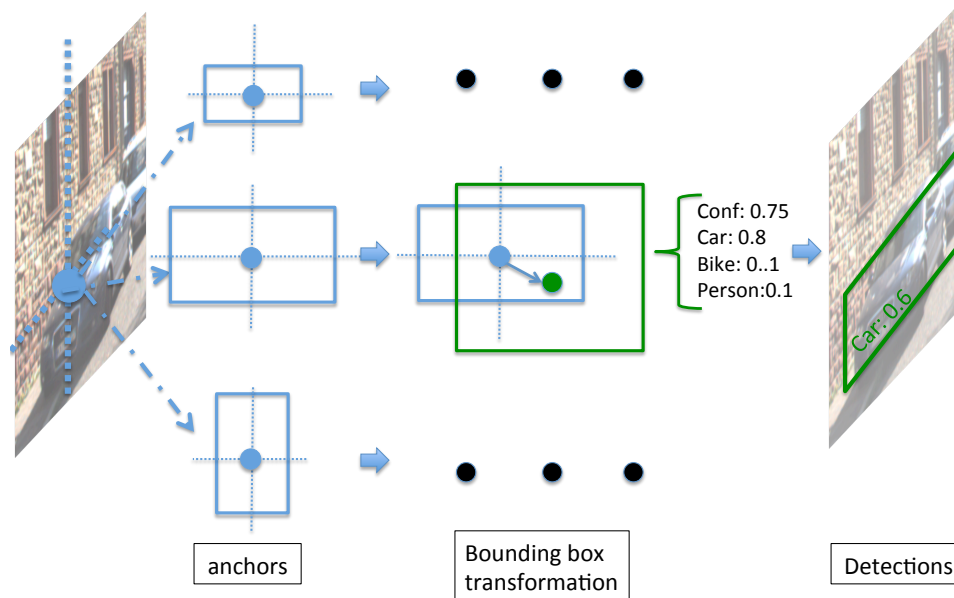 Conf: 0.75
Car: 0.8
Bike: 0..1
Person:0.1
Car: 0.6
anchors
Bounding box
transformation
Detections